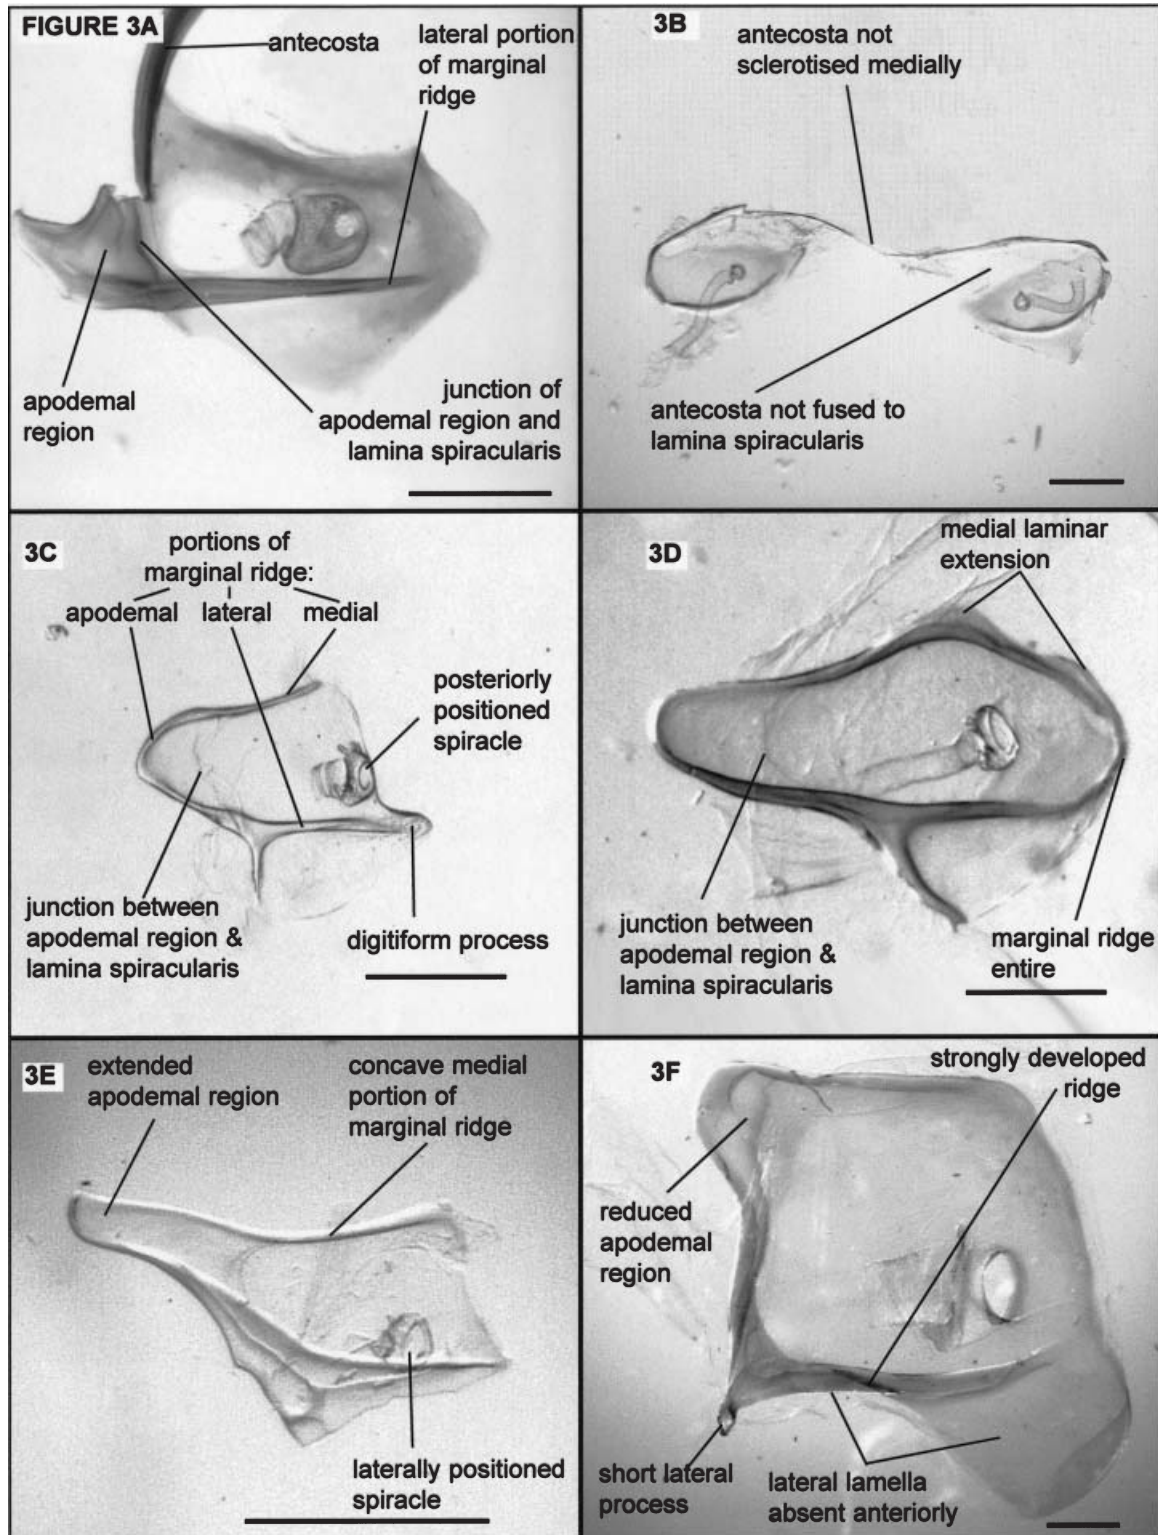 FIGURE 3A
antecosta
lateral portion
of marginal
ridge
apodemal
region
junction of
apodemal region and
lamina spiracularis
3B
antecosta not
sclerotised medially
antecosta not fused to
lamina spiracularis
3C
portions of
marginal ridge:
apodemal lateral medial
posteriorly
positioned
spiracle
junction between
apodemal region &
lamina spiracularis
digitiform process
3D
medial laminar
extension
junction between
apodemal region &
lamina spiracularis
marginal ridge
entire
3E
extended
apodemal region
concave medial
portion of
marginal ridge
laterally positioned
spiracle
3F
strongly developed
ridge
reduced
apodemal
region
short lateral
process
lateral lamella
absent anteriorly